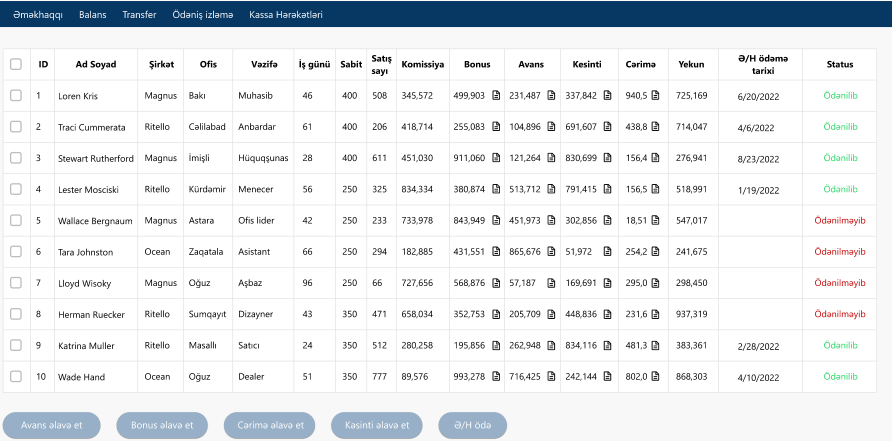 Əməkhaqqı Balans Transfer Ödəniş izləmə Kassa Hərəkətləri
ID Ad Soyad Şirkət Ofis Vəzifə İş günü Sabit Satış sayı Komissiya Bonus Avans Kesinti Cərimə Yekun Ə/H ödəmə tarixi Status
1 Loren Kris Magnus Bakı Muhasib 46 400 508 345,572 499,903 231,487 337,842 940,5 725,169 6/20/2022 Ödənilib
2 Traci Cummerata Ritello Cəlilabad Anbardar 61 400 206 418,714 255,083 104,896 691,607 438,8 714,047 4/6/2022 Ödənilib
3 Stewart Rutherford Magnus İmişli Hüquqşunas 28 400 611 451,030 911,060 121,264 830,699 156,4 276,941 8/23/2022 Ödənilib
4 Lester Mosciski Ritello Kürdəmir Menecer 56 250 325 834,334 380,874 513,712 791,415 156,5 518,991 1/19/2022 Ödənilib
5 Wallace Bergnaum Magnus Astara Ofis lider 42 250 233 733,978 843,949 451,973 302,856 18,51 547,017 Ödənilməyib
6 Tara Johnston Ocean Zaqatala Asistant 66 250 294 182,885 431,551 865,676 51,972 254,2 241,675 Ödənilməyib
7 Lloyd Wisoky Magnus Oğuz Aşbaz 96 250 66 727,656 568,876 57,187 169,691 295,0 298,450 Ödənilməyib
8 Herman Ruecker Ritello Sumqayıt Dizayner 43 350 471 658,034 352,753 205,709 448,836 231,6 937,319 Ödənilməyib
9 Katrina Muller Ritello Masallı Satıcı 24 350 512 280,258 195,856 262,948 834,116 481,3 383,361 2/28/2022 Ödənilib
10 Wade Hand Ocean Oğuz Dealer 51 350 777 89,576 993,278 716,425 242,144 802,0 868,303 4/10/2022 Ödənilib
Avans əlavə et Bonus əlavə et Cərimə əlavə et Kəsinti əlavə et Ə/H ödə